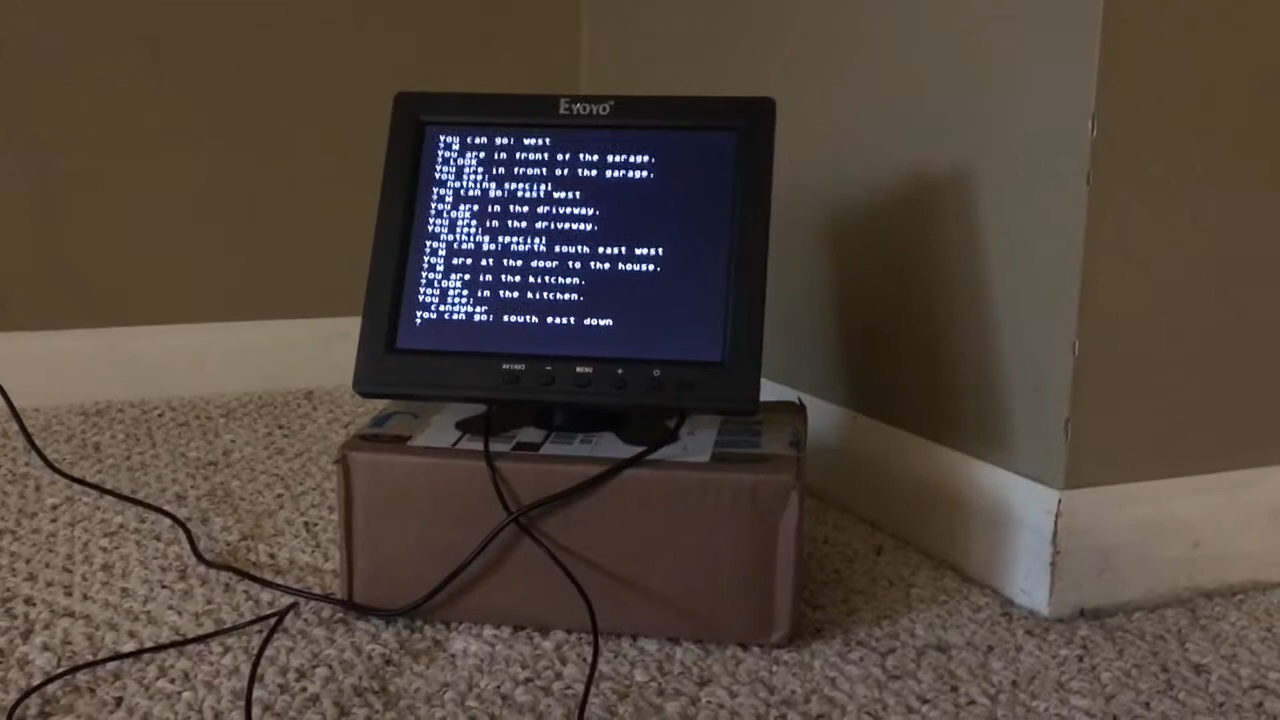 EYOYO
You can go: west
? W
You are in front of the garage.
? LOOK
You are in front of the garage.
You see:
nothing special
You can go: east west
? W
You are in the driveway.
? LOOK
You are in the driveway.
You see:
nothing special
You can go: north south east west
? W
You are at the door to the house.
? W
You are in the kitchen.
? LOOK
You are in the kitchen.
You see:
candybar
You can go: south east down
?
− MENU +